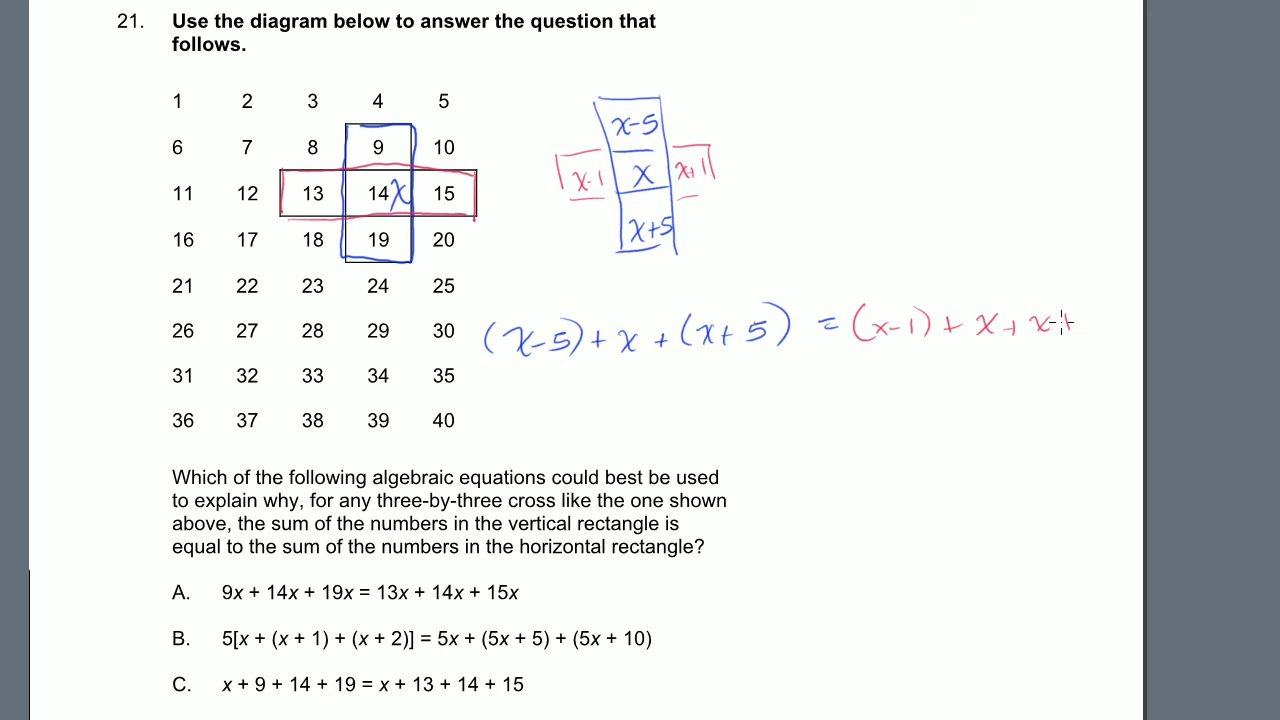 21. Use the diagram below to answer the question that
follows.
1 2 3 4 5
6 7 8 9 10
11 12 13 14 x 15
16 17 18 19 20
21 22 23 24 25
26 27 28 29 30
31 32 33 34 35
36 37 38 39 40
x-5
x-1 x x+1
x+5
(x-5) + x + (x+5) = (x-1) + x + x+
Which of the following algebraic equations could best be used
to explain why, for any three-by-three cross like the one shown
above, the sum of the numbers in the vertical rectangle is
equal to the sum of the numbers in the horizontal rectangle?
A. 9x + 14x + 19x = 13x + 14x + 15x
B. 5[x + (x + 1) + (x + 2)] = 5x + (5x + 5) + (5x + 10)
C. x + 9 + 14 + 19 = x + 13 + 14 + 15